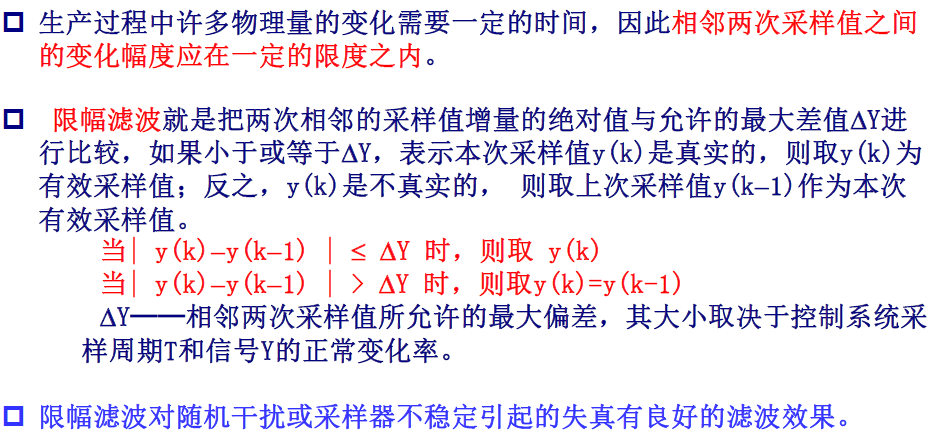 生产过程中许多物理量的变化需要一定的时间，因此相邻两次采样值之间
的变化幅度应在一定的限度之内。
限幅滤波就是把两次相邻的采样值增量的绝对值与允许的最大差值ΔY进
行比较，如果小于或等于ΔY，表示本次采样值y(k)是真实的，则取y(k)为
有效采样值；反之，y(k)是不真实的， 则取上次采样值y(k–1)作为本次
有效采样值。
当| y(k)–y(k–1) | ≤ ΔY 时，则取 y(k)
当| y(k)–y(k–1) | > ΔY 时，则取y(k)=y(k-1)
ΔY——相邻两次采样值所允许的最大偏差，其大小取决于控制系统采
样周期T和信号Y的正常变化率。
限幅滤波对随机干扰或采样器不稳定引起的失真有良好的滤波效果。